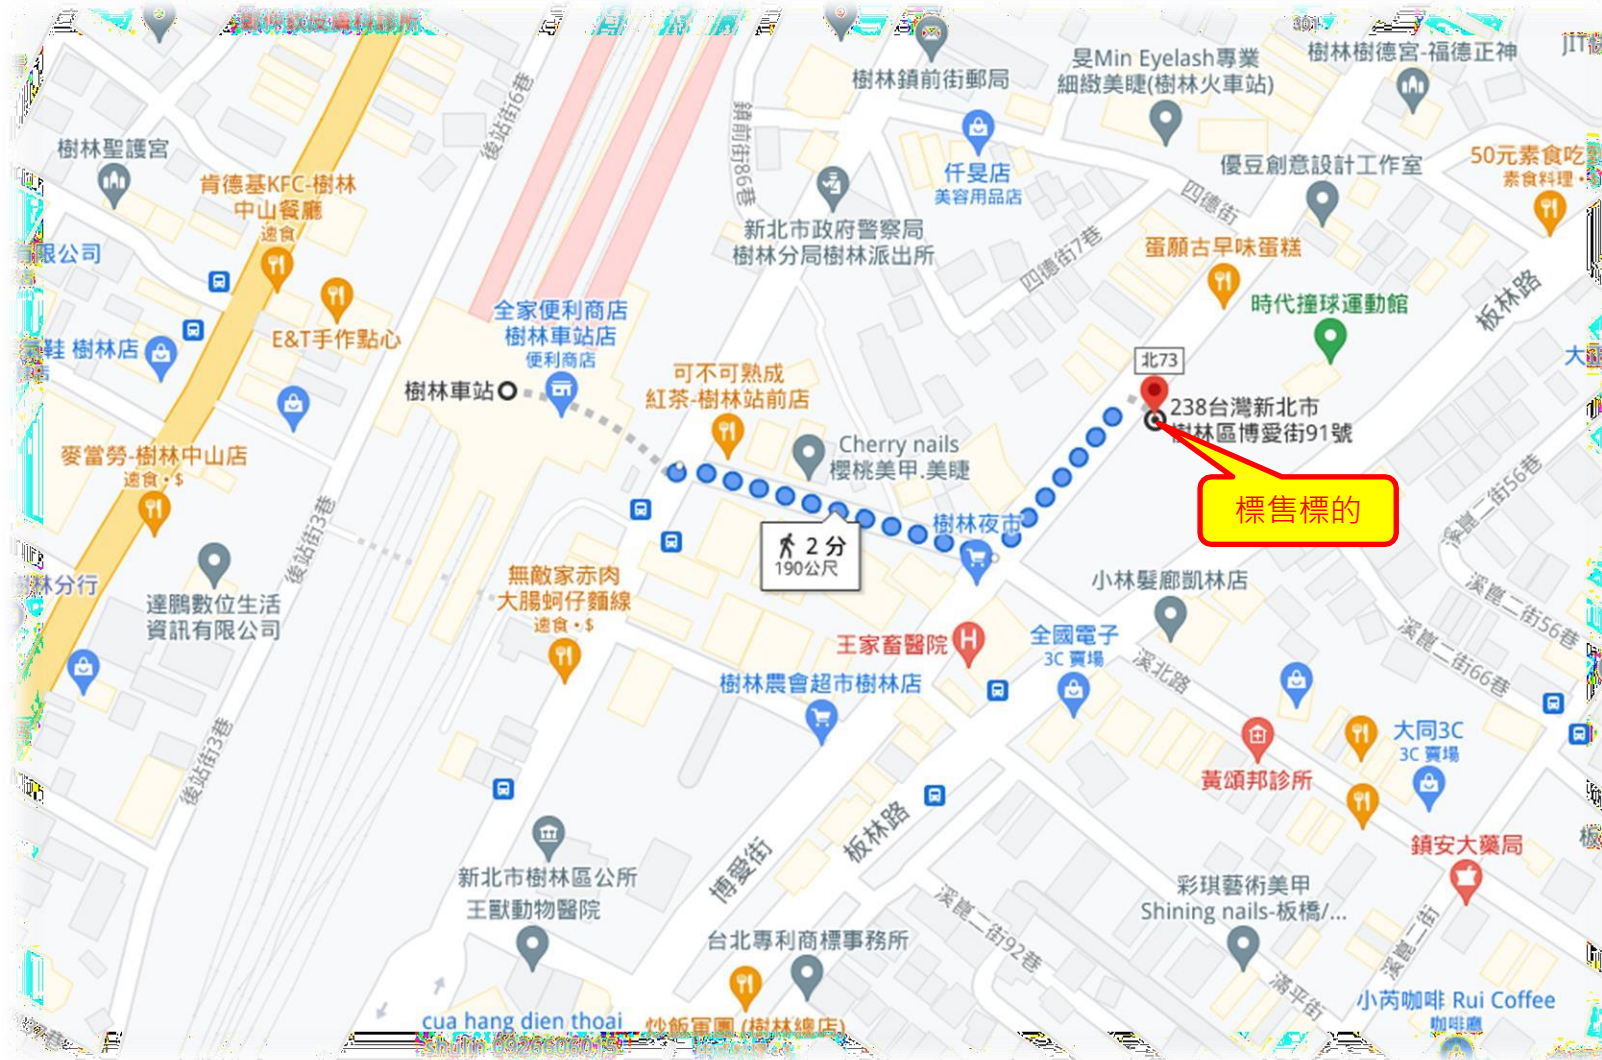 樹林鎮前街郵局
旻Min Eyelash專業
細緻美睫(樹林火車站)
樹林樹德宮-福德正神
後站街6巷
鎮前街86巷
樹林聖護宮
肯德基KFC-樹林
中山餐廳
速食
仟旻店
美容用品店
優豆創意設計工作室
50元素食吃
素食料理
四德街
新北市政府警察局
樹林分局樹林派出所
四德街7巷
蛋願古早味蛋糕
限公司
板林路
時代撞球運動館
全家便利商店
樹林車站店
便利商店
E&T手作點心
鞋 樹林店
北73
樹林車站
可不可熟成
紅茶-樹林站前店
238台灣新北市
樹林區博愛街91號
Cherry nails
櫻桃美甲.美睫
麥當勞-樹林中山店
速食・$
標售標的
溪崑二街56巷
樹林夜市
2 分
190公尺
後站街3巷
林分行
達鵬數位生活
資訊有限公司
無敵家赤肉
大腸蚵仔麵線
速食・$
小林髮廊凱林店
溪崑二街56巷
王家畜醫院
全國電子
3C 賣場
溪崑二街66巷
溪北路
樹林農會超市樹林店
大同3C
3C 賣場
後站街3巷
黃頌邦診所
板林路
博愛街
鎮安大藥局
新北市樹林區公所
王獸動物醫院
彩琪藝術美甲
Shining nails-板橋/...
溪崑二街92巷
溪崑二街
台北專利商標事務所
滿平街
小芮咖啡 Rui Coffee
咖啡廳
cua hang dien thoai
炒飯軍團 (樹林總店)